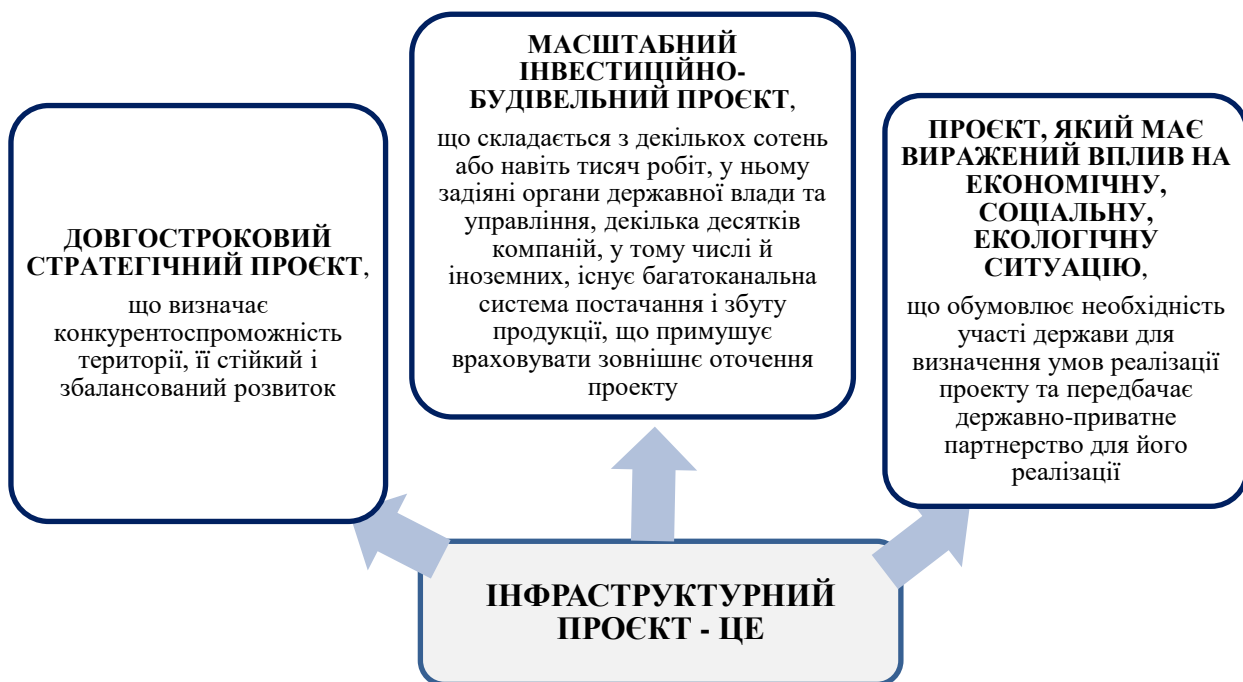 ДОВГОСТРОКОВИЙ
СТРАТЕГІЧНИЙ ПРОЄКТ,
що визначає
конкурентоспроможність
території, її стійкий і
збалансований розвиток
МАСШТАБНИЙ
ІНВЕСТИЦІЙНО-
БУДІВЕЛЬНИЙ ПРОЄКТ,
що складається з декількох сотень
або навіть тисяч робіт, у ньому
задіяні органи державної влади та
управління, декілька десятків
компаній, у тому числі й
іноземних, існує багатоканальна
система постачання і збуту
продукції, що примушує
враховувати зовнішнє оточення
проекту
ПРОЄКТ, ЯКИЙ МАЄ
ВИРАЖЕНИЙ ВПЛИВ НА
ЕКОНОМІЧНУ,
СОЦІАЛЬНУ,
ЕКОЛОГІЧНУ
СИТУАЦІЮ,
що обумовлює необхідність
участі держави для
визначення умов реалізації
проекту та передбачає
державно-приватне
партнерство для його
реалізації
ІНФРАСТРУКТУРНИЙ
ПРОЄКТ - ЦЕ